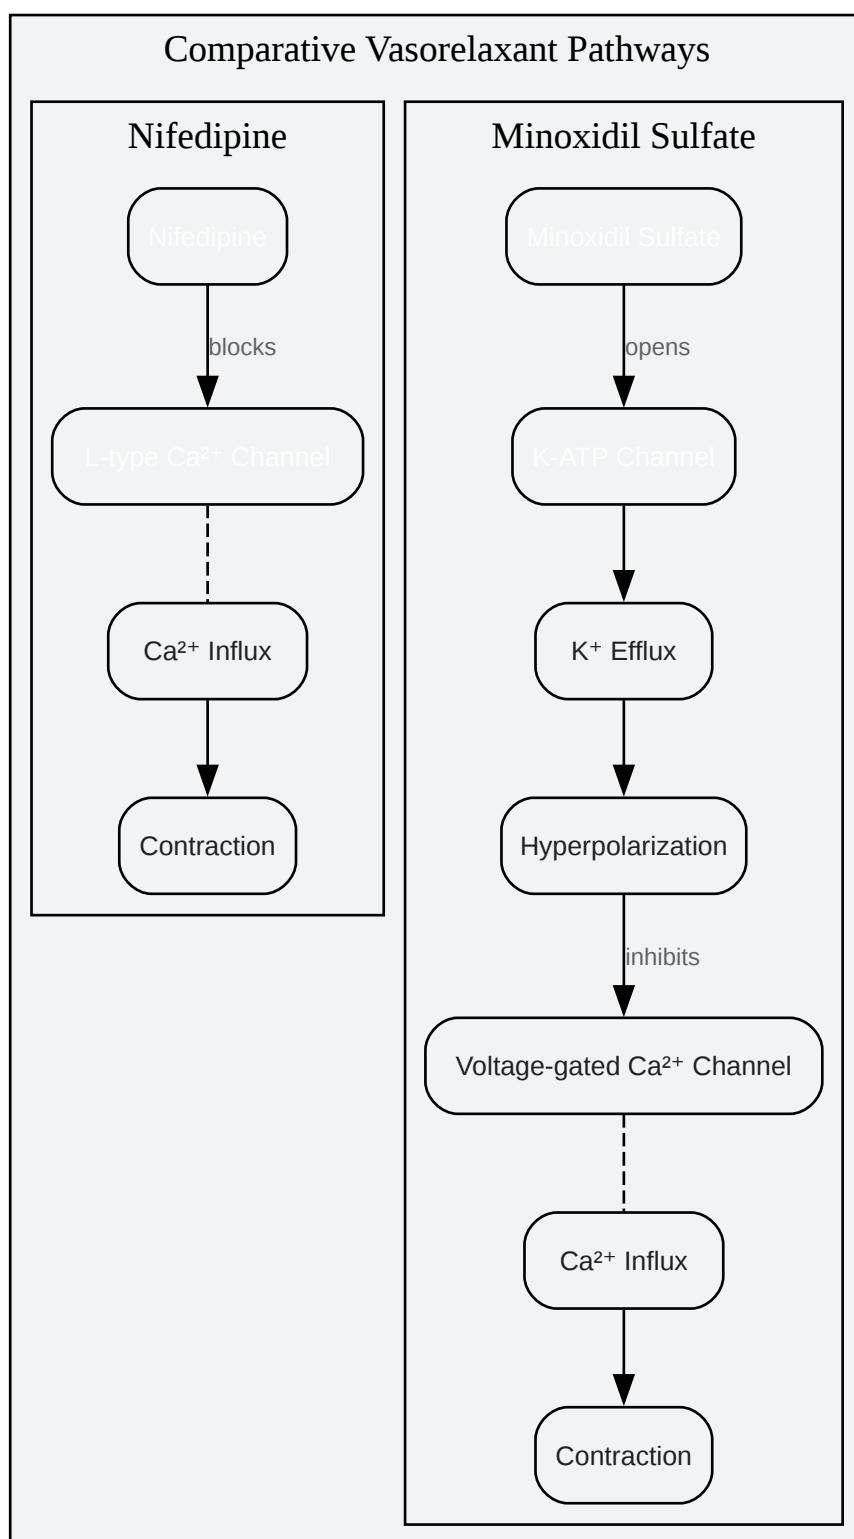 Comparative Vasorelaxant Pathways
Nifedipine
Nifedipine
blocks
L-type Ca²⁺ Channel
Ca²⁺ Influx
Contraction
Minoxidil Sulfate
Minoxidil Sulfate
opens
K-ATP Channel
K⁺ Efflux
Hyperpolarization
inhibits
Voltage-gated Ca²⁺ Channel
Ca²⁺ Influx
Contraction